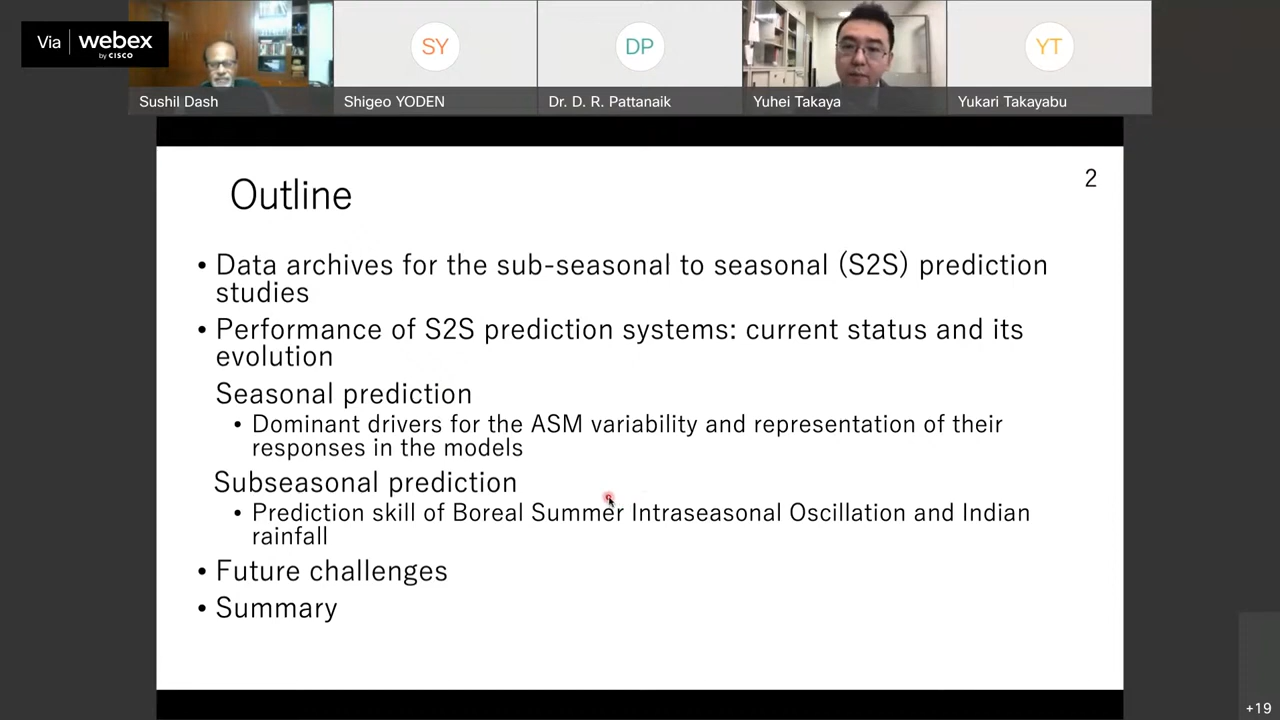 Via webex
by CISCO
SY
DP
YT
Sushil Dash
Shigeo YODEN
Dr. D. R. Pattanaik
Yuhei Takaya
Yukari Takayabu
2
Outline
• Data archives for the sub-seasonal to seasonal (S2S) prediction
studies
• Performance of S2S prediction systems: current status and its
evolution
Seasonal prediction
• Dominant drivers for the ASM variability and representation of their
responses in the models
Subseasonal prediction
• Prediction skill of Boreal Summer Intraseasonal Oscillation and Indian
rainfall
• Future challenges
• Summary
+19